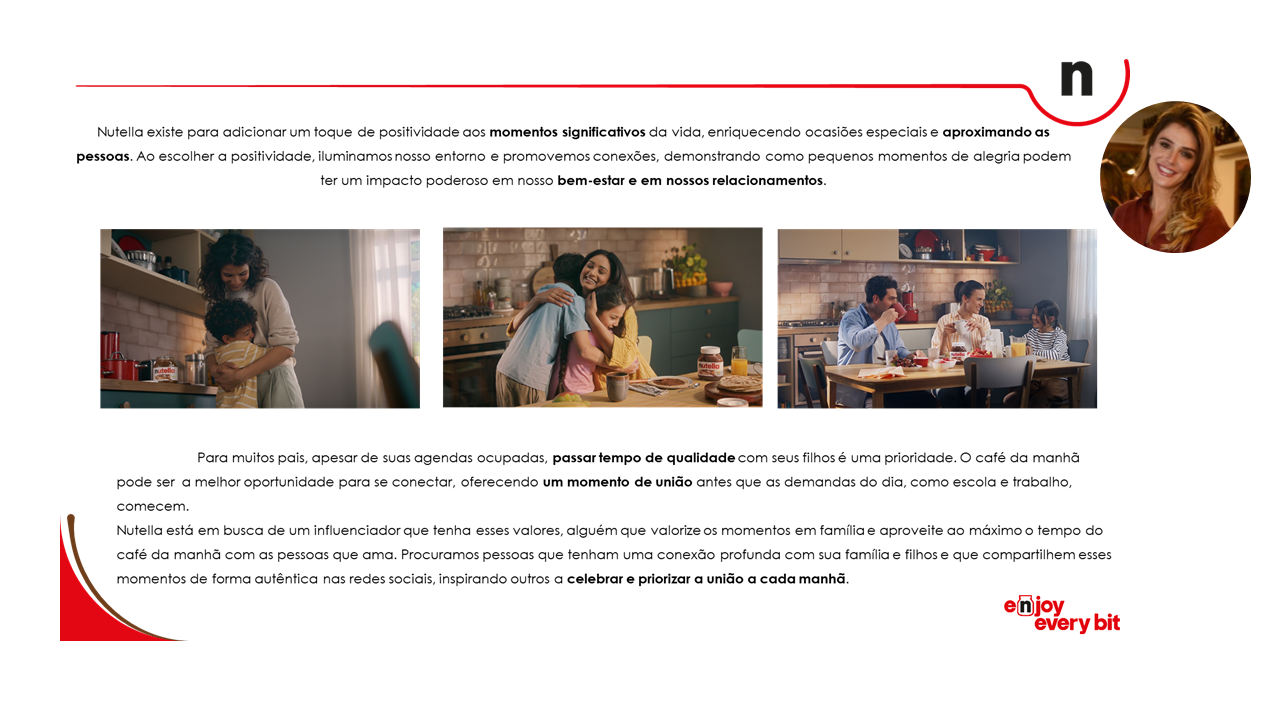 n
Nutella existe para adicionar um toque de positividade aos momentos significativos da vida, enriquecendo ocasiões especiais e aproximando as
pessoas. Ao escolher a positividade, iluminamos nosso entorno e promovemos conexões, demonstrando como pequenos momentos de alegria podem
ter um impacto poderoso em nosso bem-estar e em nossos relacionamentos.
nutella
nutella
nutella
Para muitos pais, apesar de suas agendas ocupadas, passar tempo de qualidade com seus filhos é uma prioridade. O café da manhã
pode ser a melhor oportunidade para se conectar, oferecendo um momento de união antes que as demandas do dia, como escola e trabalho,
comecem.
Nutella está em busca de um influenciador que tenha esses valores, alguém que valorize os momentos em família e aproveite ao máximo o tempo do
café da manhã com as pessoas que ama. Procuramos pessoas que tenham uma conexão profunda com sua família e filhos e que compartilhem esses
momentos de forma autêntica nas redes sociais, inspirando outros a celebrar e priorizar a união a cada manhã.
enjoy
every bit